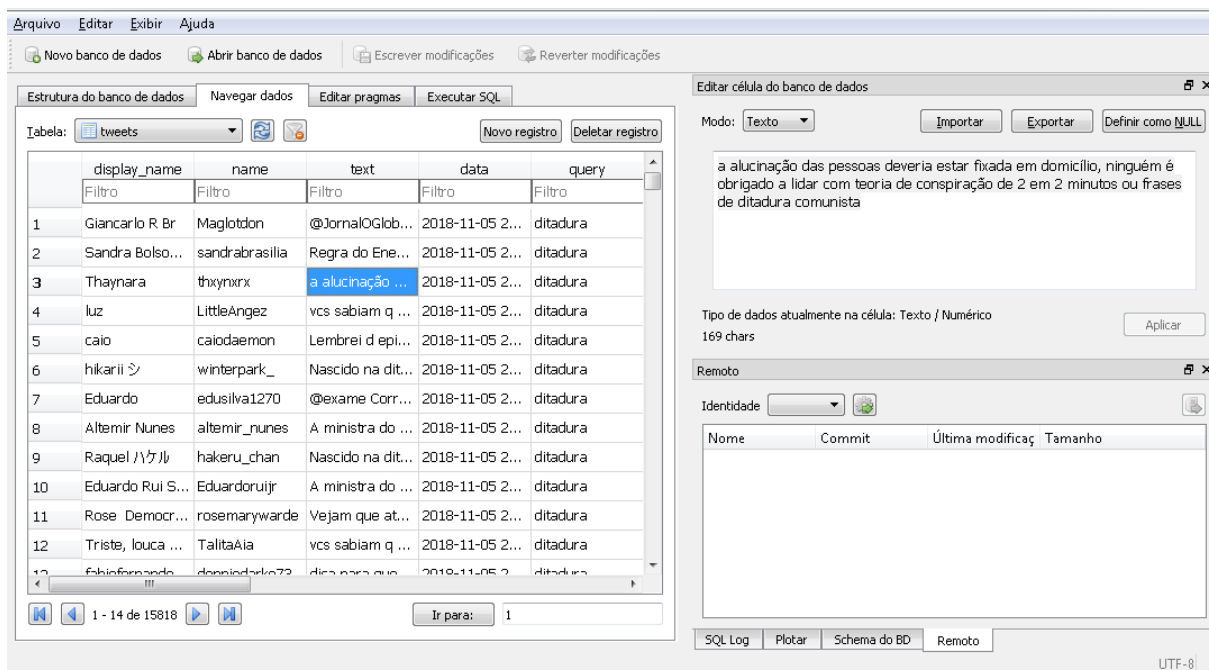 Arquivo Editar Exibir Ajuda
Novo banco de dados Abrir banco de dados Escrever modificações Reverter modificações
Estrutura do banco de dados Navegar dados Editar pragmas Executar SQL
Tabela: tweets Novo registro Deletar registro
display_name name text data query
Filtro Filtro Filtro Filtro Filtro
1 Giancarlo R Br Maglotdon @JornalOGlob... 2018-11-05 2... ditadura
2 Sandra Bolso... sandrabrasilia Regra do Ene... 2018-11-05 2... ditadura
3 Thaynara thxynxrx a alucinação ... 2018-11-05 2... ditadura
4 luz LittleAngez vcs sabiam q ... 2018-11-05 2... ditadura
5 caio caiodaemon Lembrei d epi... 2018-11-05 2... ditadura
6 hikarii シ winterpark_ Nascido na dit... 2018-11-05 2... ditadura
7 Eduardo edusilva1270 @exame Corr... 2018-11-05 2... ditadura
8 Altemir Nunes altemir_nunes A ministra do ... 2018-11-05 2... ditadura
9 Raquel ハケル hakeru_chan Nascido na dit... 2018-11-05 2... ditadura
10 Eduardo Rui S... Eduardoruijr A ministra do ... 2018-11-05 2... ditadura
11 Rose Democr... rosemarywarde Vejam que at... 2018-11-05 2... ditadura
12 Triste, louca ... TalitaAia vcs sabiam q ... 2018-11-05 2... ditadura
1 - 14 de 15818 Ir para: 1
Editar célula do banco de dados
Modo: Texto Importar Exportar Definir como NULL
a alucinação das pessoas deveria estar fixada em domicílio, ninguém é
obrigado a lidar com teoria de conspiração de 2 em 2 minutos ou frases
de ditadura comunista
Tipo de dados atualmente na célula: Texto / Numérico
169 chars
Aplicar
Remoto
Identidade
Nome Commit Última modificaç Tamanho
SQL Log Plotar Schema do BD Remoto
UTF-8